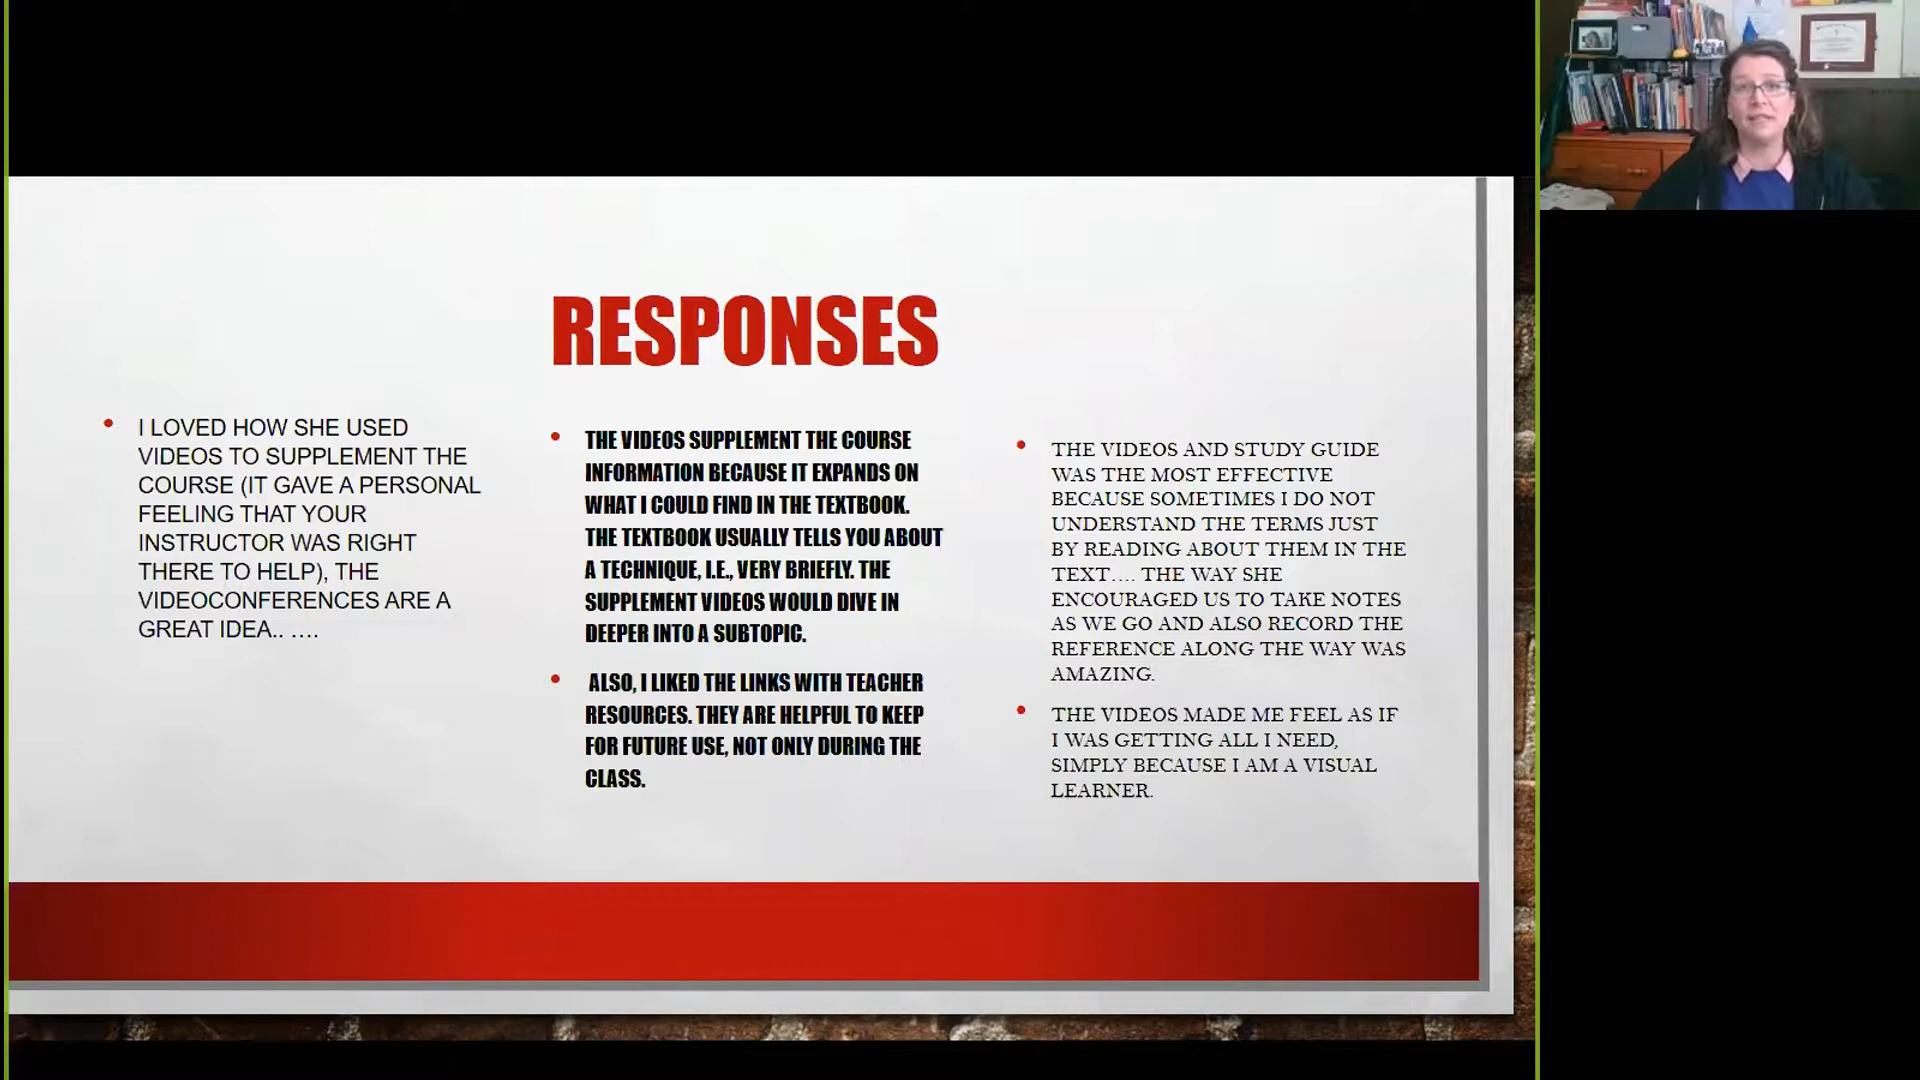 RESPONSES
• I LOVED HOW SHE USED
VIDEOS TO SUPPLEMENT THE
COURSE (IT GAVE A PERSONAL
FEELING THAT YOUR
INSTRUCTOR WAS RIGHT
THERE TO HELP), THE
VIDEOCONFERENCES ARE A
GREAT IDEA.. ....
• THE VIDEOS SUPPLEMENT THE COURSE
INFORMATION BECAUSE IT EXPANDS ON
WHAT I COULD FIND IN THE TEXTBOOK.
THE TEXTBOOK USUALLY TELLS YOU ABOUT
A TECHNIQUE, I.E., VERY BRIEFLY. THE
SUPPLEMENT VIDEOS WOULD DIVE IN
DEEPER INTO A SUBTOPIC.
• ALSO, I LIKED THE LINKS WITH TEACHER
RESOURCES. THEY ARE HELPFUL TO KEEP
FOR FUTURE USE, NOT ONLY DURING THE
CLASS.
• THE VIDEOS AND STUDY GUIDE
WAS THE MOST EFFECTIVE
BECAUSE SOMETIMES I DO NOT
UNDERSTAND THE TERMS JUST
BY READING ABOUT THEM IN THE
TEXT.... THE WAY SHE
ENCOURAGED US TO TAKE NOTES
AS WE GO AND ALSO RECORD THE
REFERENCE ALONG THE WAY WAS
AMAZING.
• THE VIDEOS MADE ME FEEL AS IF
I WAS GETTING ALL I NEED,
SIMPLY BECAUSE I AM A VISUAL
LEARNER.